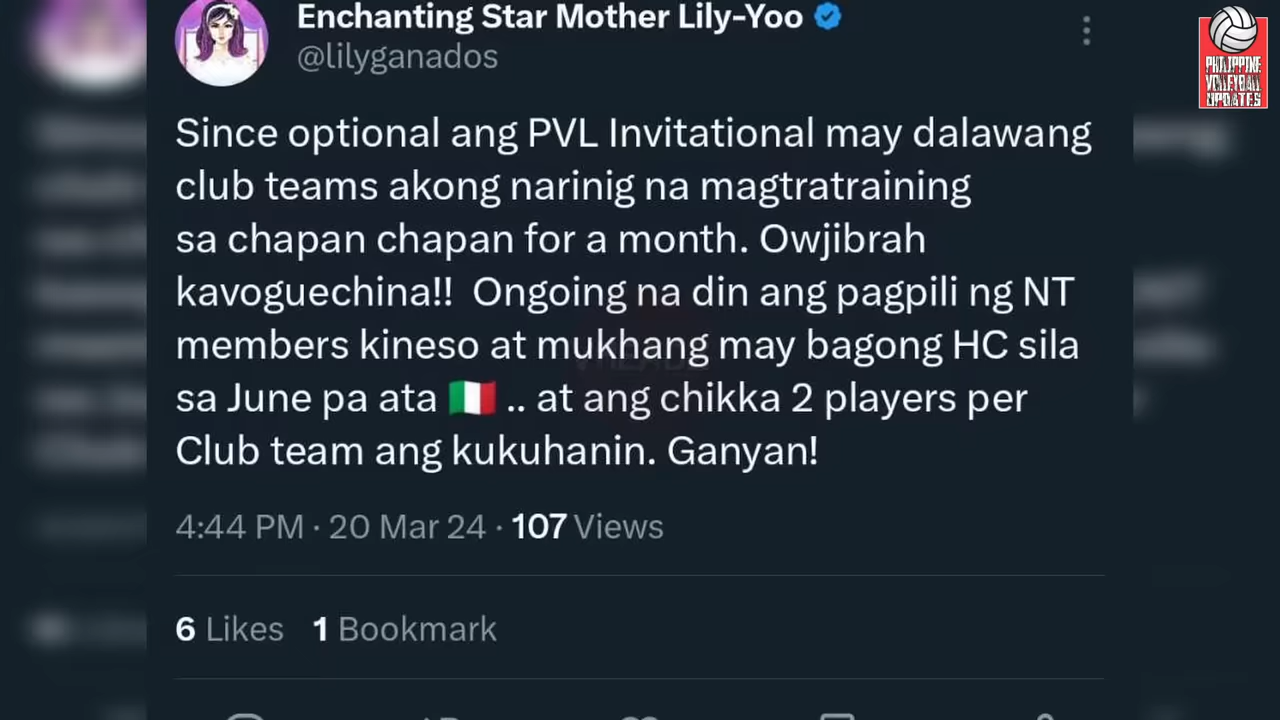 Enchanting Star Mother Lily-Yoo
@lilyganados
PHILIPPINE
VOLLEYBALL
UPDATES
Since optional ang PVL Invitational may dalawang
club teams akong narinig na magtratraining
sa chapan chapan for a month. Owjibrah
kavoguechina!! Ongoing na din ang pagpili ng NT
members kineso at mukhang may bagong HC sila
sa June pa ata 🇮🇹 .. at ang chikka 2 players per
Club team ang kukuhanin. Ganyan!
4:44 PM · 20 Mar 24 · 107 Views
6 Likes 1 Bookmark